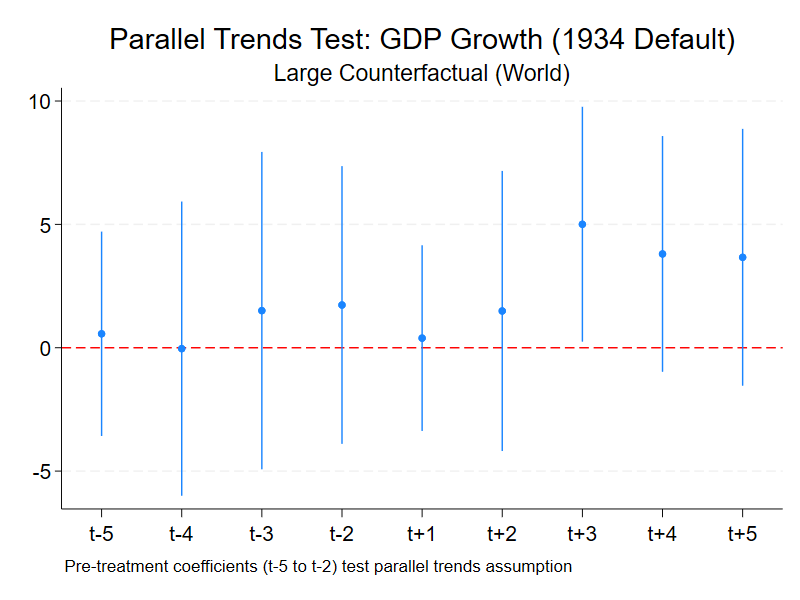 Parallel Trends Test: GDP Growth (1934 Default)
Large Counterfactual (World)
10
5
0
-5
t-5 t-4 t-3 t-2 t+1 t+2 t+3 t+4 t+5
Pre-treatment coefficients (t-5 to t-2) test parallel trends assumption